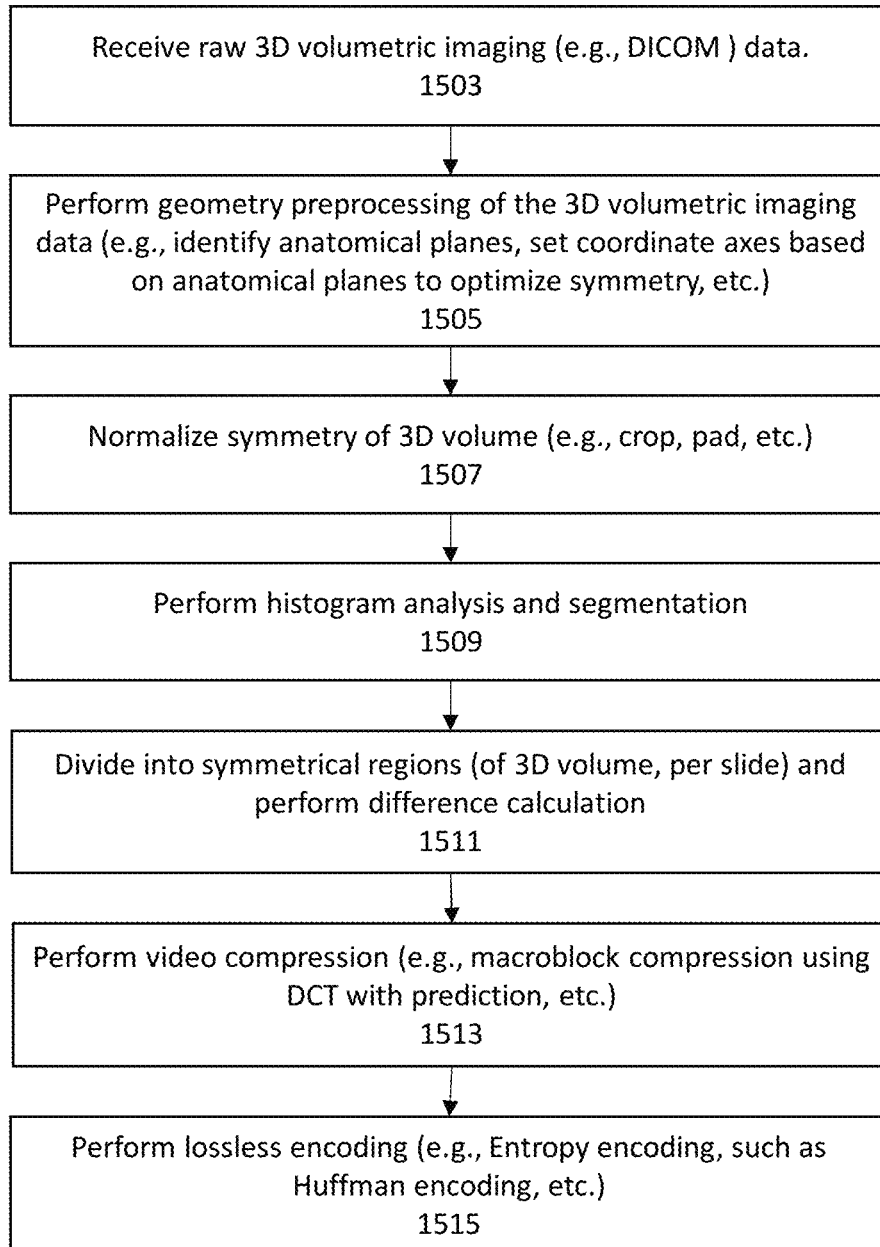 Receive raw 3D volumetric imaging (e.g., DICOM ) data.
1503
Perform geometry preprocessing of the 3D volumetric imaging
data (e.g., identify anatomical planes, set coordinate axes based
on anatomical planes to optimize symmetry, etc.)
1505
Normalize symmetry of 3D volume (e.g., crop, pad, etc.)
1507
Perform histogram analysis and segmentation
1509
Divide into symmetrical regions (of 3D volume, per slide) and
perform difference calculation
1511
Perform video compression (e.g., macroblock compression using
DCT with prediction, etc.)
1513
Perform lossless encoding (e.g., Entropy encoding, such as
Huffman encoding, etc.)
1515